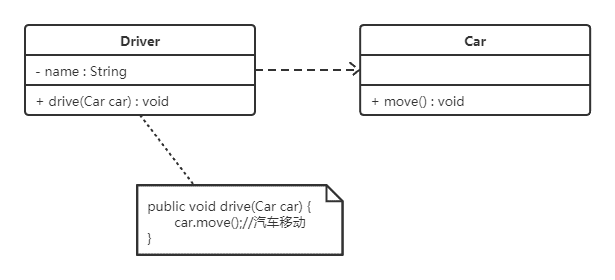 Driver
- name : String
+ drive(Car car) : void
Car
+ move() : void
public void drive(Car car) {
car.move();//汽车移动
}